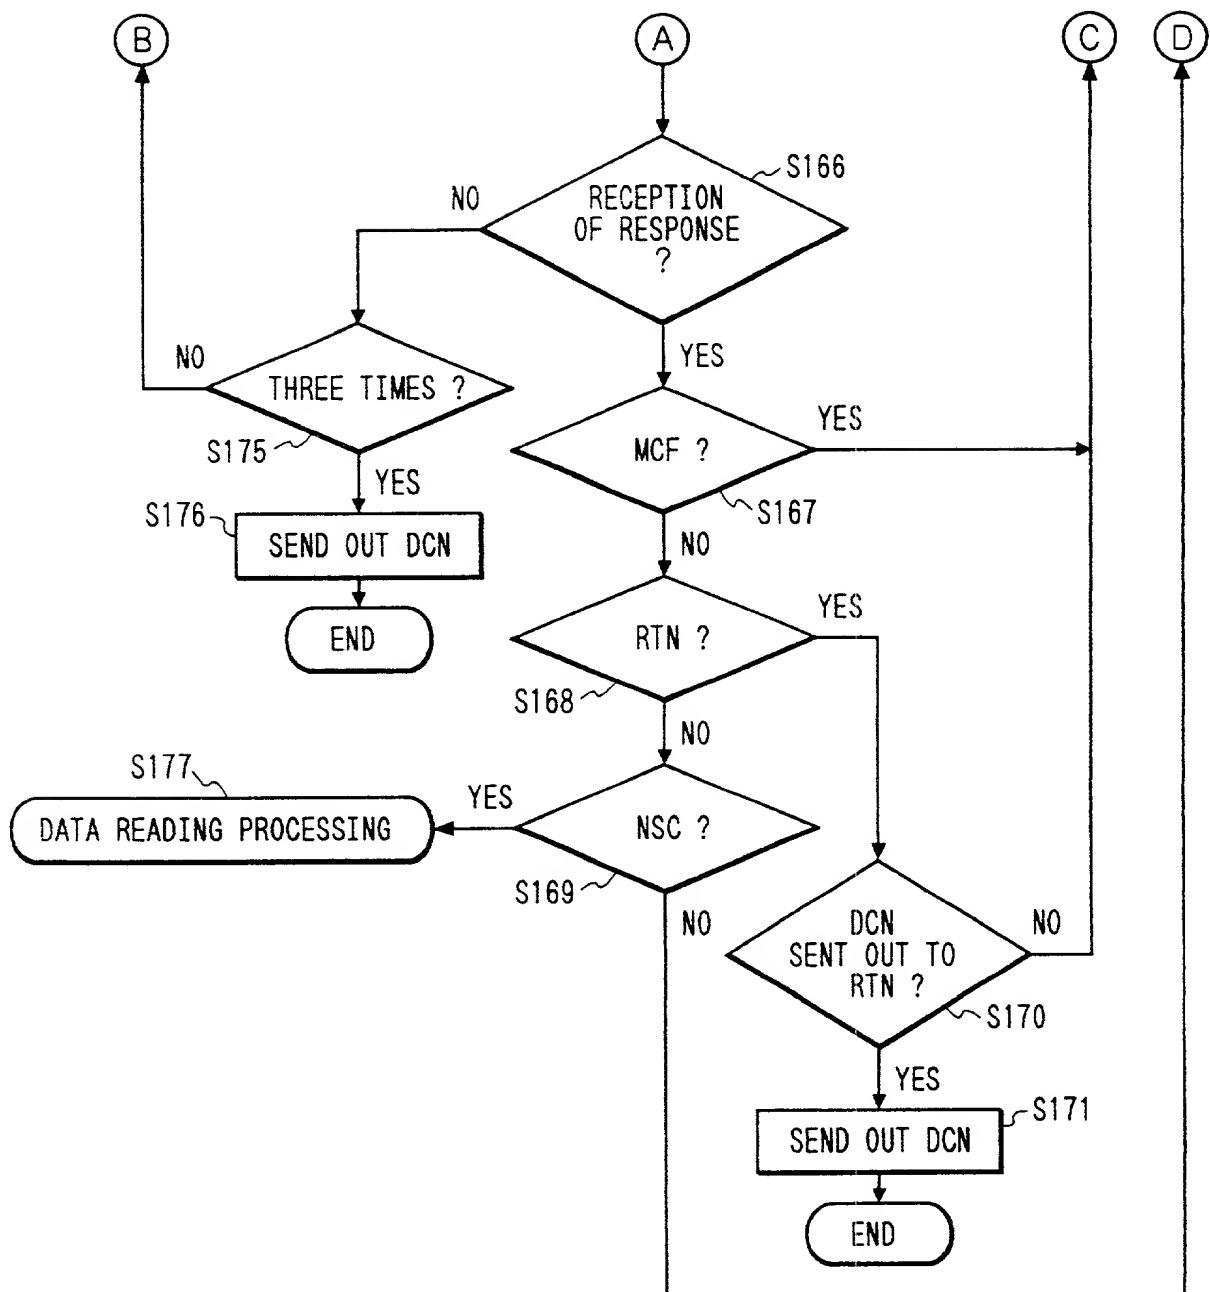 B
A
C
D
S166
NO
RECEPTION
OF RESPONSE
?
YES
NO
THREE TIMES ?
S175
YES
MCF ?
YES
S167
S176
SEND OUT DCN
NO
END
RTN ?
YES
S168
NO
S177
DATA READING PROCESSING
YES
NSC ?
S169
NO
DCN
SENT OUT TO
RTN ?
NO
S170
YES
S171
SEND OUT DCN
END